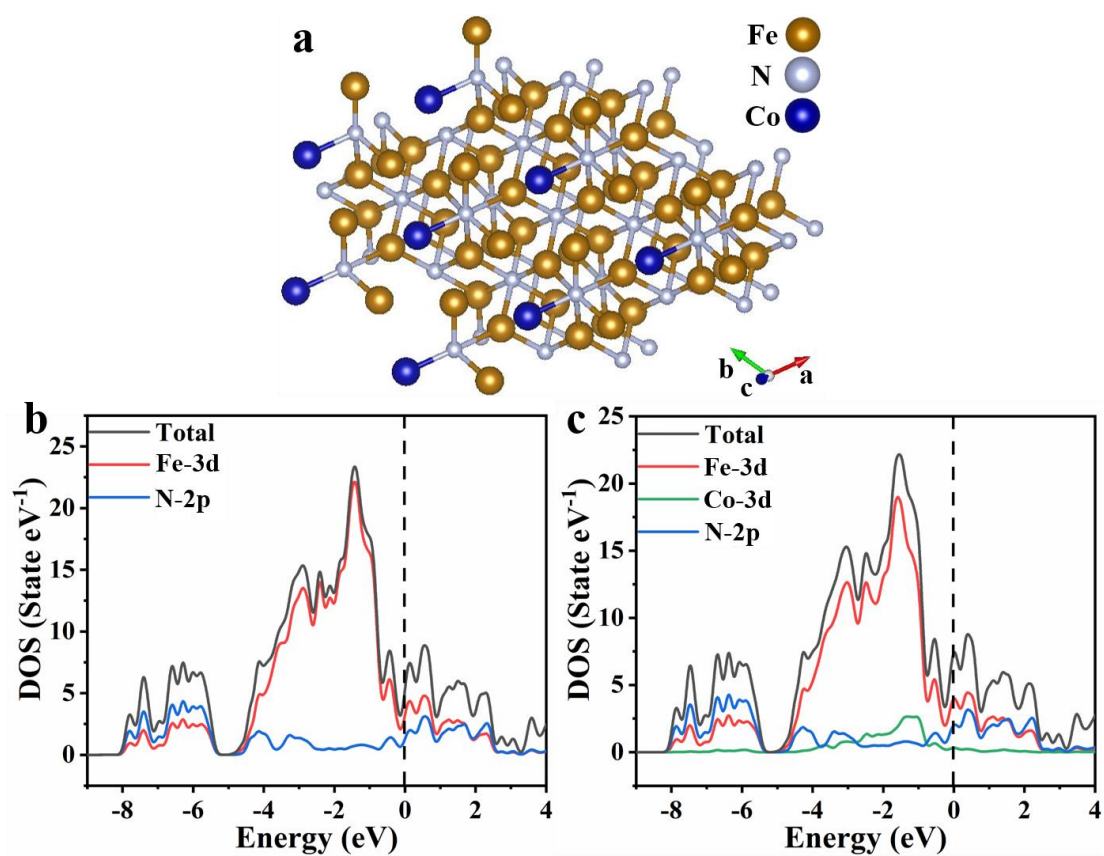 a
Fe
N
Co
b
c
a
b
25
20
15
10
5
0
DOS (State eV⁻¹)
Total
Fe-3d
N-2p
-8
-6
-4
-2
0
2
4
Energy (eV)
c
25
20
15
10
5
0
DOS (State eV⁻¹)
Total
Fe-3d
Co-3d
N-2p
-8
-6
-4
-2
0
2
4
Energy (eV)